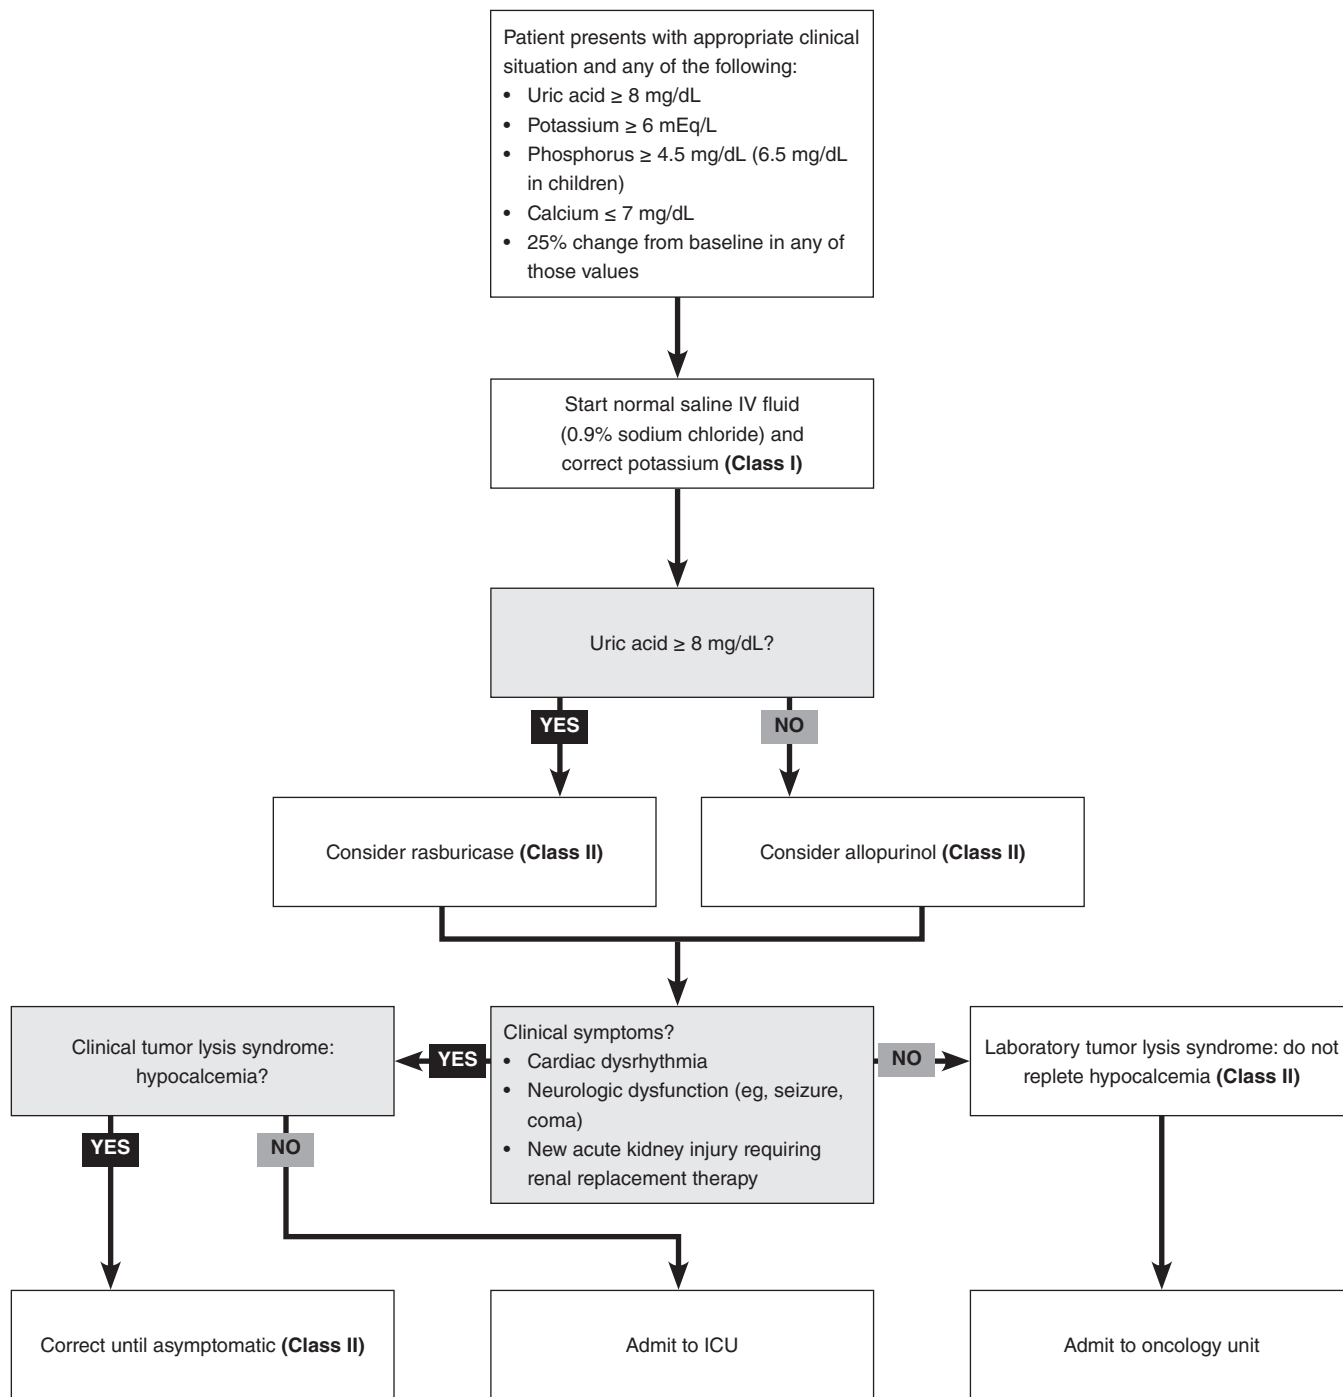 Patient presents with appropriate clinical
situation and any of the following:
• Uric acid ≥ 8 mg/dL
• Potassium ≥ 6 mEq/L
• Phosphorus ≥ 4.5 mg/dL (6.5 mg/dL
in children)
• Calcium ≤ 7 mg/dL
• 25% change from baseline in any of
those values
Start normal saline IV fluid
(0.9% sodium chloride) and
correct potassium (Class I)
Uric acid ≥ 8 mg/dL?
YES
NO
Consider rasburicase (Class II)
Consider allopurinol (Class II)
Clinical tumor lysis syndrome:
hypocalcemia?
YES
Clinical symptoms?
• Cardiac dysrhythmia
• Neurologic dysfunction (eg, seizure,
coma)
• New acute kidney injury requiring
renal replacement therapy
NO
Laboratory tumor lysis syndrome: do not
replete hypocalcemia (Class II)
YES
NO
Correct until asymptomatic (Class II)
Admit to ICU
Admit to oncology unit